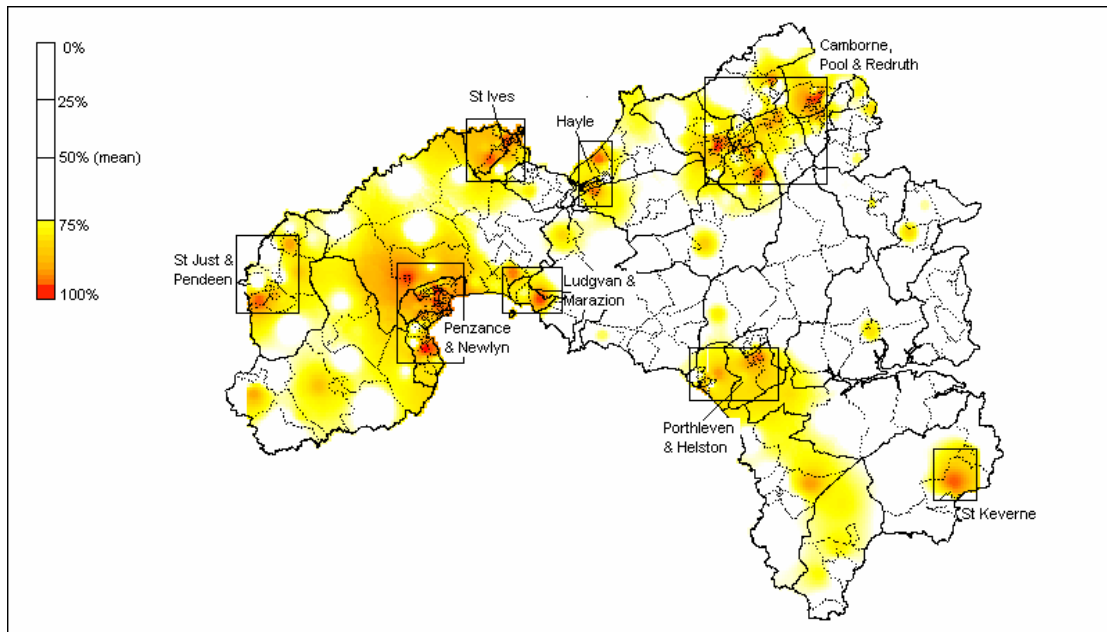 0%
25%
50% (mean)
75%
100%
Camborne,
Pool & Redruth
St Ives
Hayle
St Just &
Pendeen
Ludgvan &
Marazion
Penzance
& Newlyn
Porthleven
& Helston
St Keverne